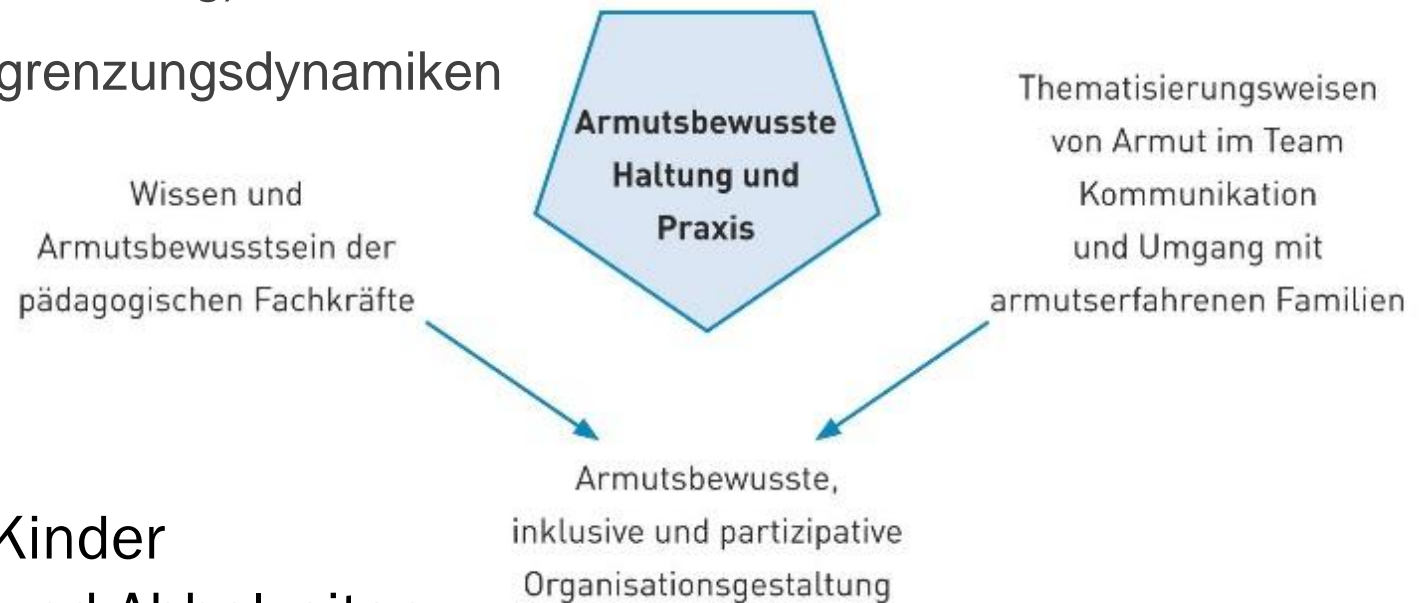 grenzungsdynamiken
Wissen und
Armutsbewusstsein der
pädagogischen Fachkräfte
Armutsbewusste
Haltung und
Praxis
Thematisierungsweisen
von Armut im Team
Kommunikation
und Umgang mit
armutserfahrenen Familien
Armutsbewusste,
inklusive und partizipative
Organisationsgestaltung
Kinder